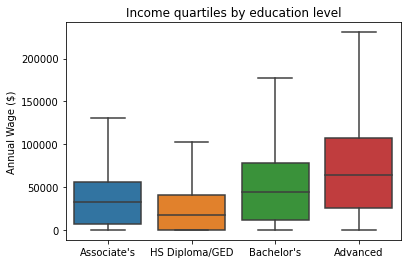 Income quartiles by education level
Annual Wage ($)
200000
150000
100000
50000
0
Associate's HS Diploma/GED Bachelor's Advanced